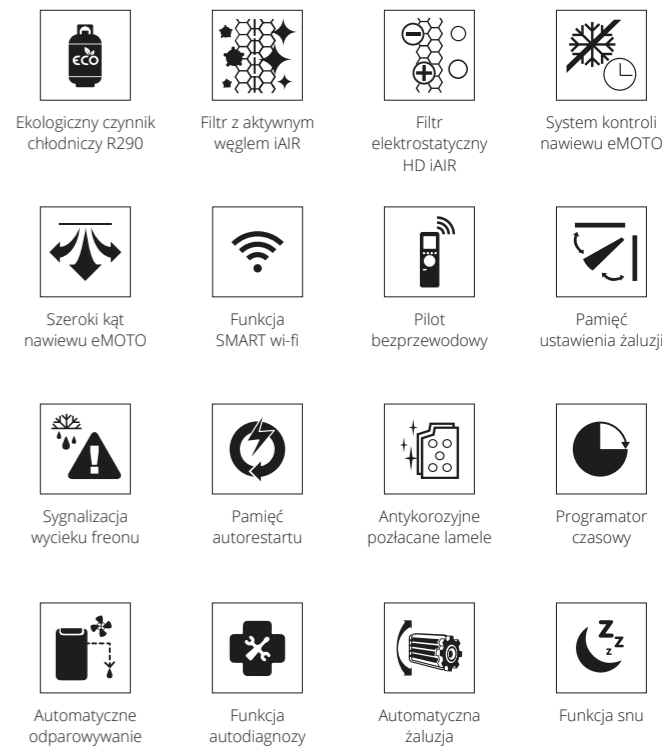 ECO
Ekologiczny czynnik
chłodniczy R290
Filtr z aktywnym
węglem iAIR
Filtr
elektrostatyczny
HD iAIR
System kontroli
nawiewu eMOTO
Szeroki kąt
nawiewu eMOTO
Funkcja
SMART wi-fi
Pilot
bezprzewodowy
Pamięć
ustawienia żaluzji
Sygnalizacja
wycieku freonu
Pamięć
autorestartu
Antykorozyjne
pozłacane lamele
Programator
czasowy
Z Z Z
Automatyczne
odparowywanie
Funkcja
autodiagnozy
Automatyczna
żaluzja
Funkcja snu